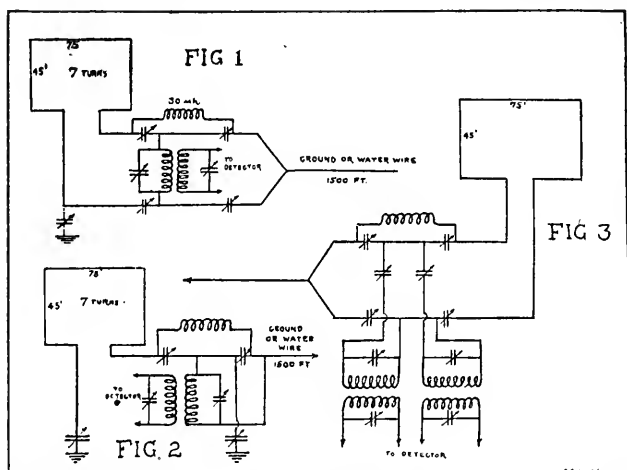 FIG 1
75'
45'
7 TURNS
30 mh
TO
DETECTOR
GROUND OR WATER WIRE
1500 FT.
75'
45'
FIG 3
75'
45'
7 TURNS
GROUND
OR WATER
WIRE
1500 FT
TO
DETECTOR
FIG. 2
TO DETECTOR